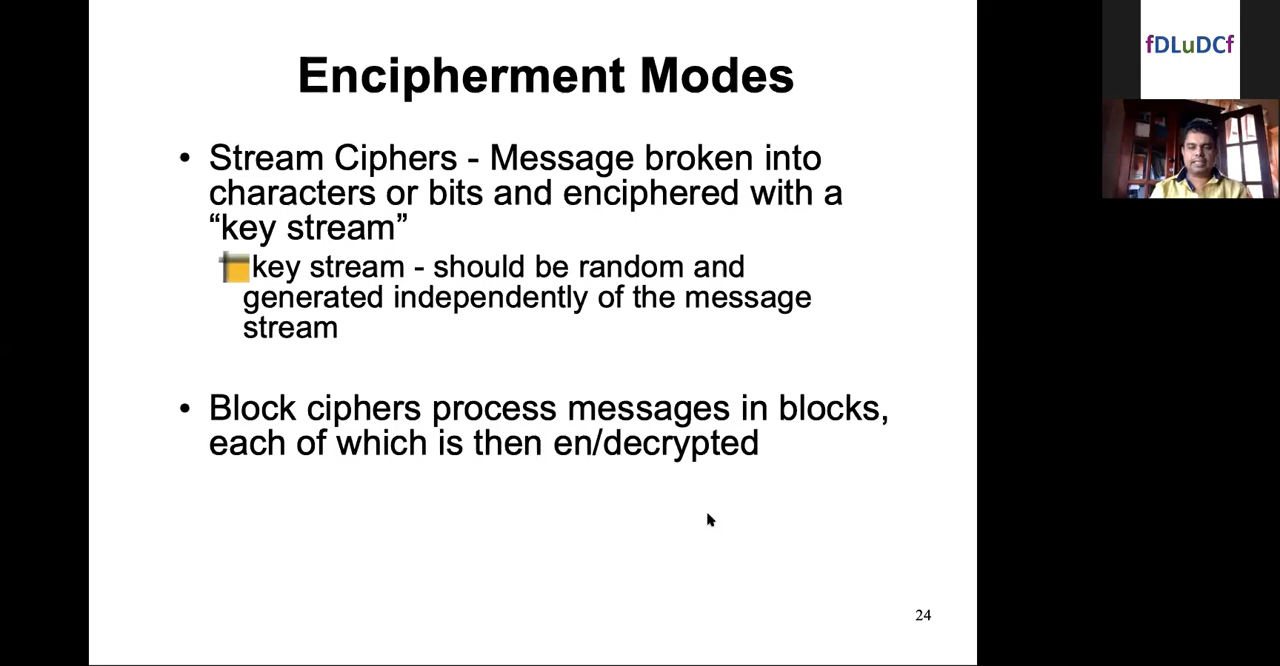 Encipherment Modes
• Stream Ciphers - Message broken into
characters or bits and enciphered with a
“key stream”
key stream - should be random and
generated independently of the message
stream
• Block ciphers process messages in blocks,
each of which is then en/decrypted
24
fDLuDCf